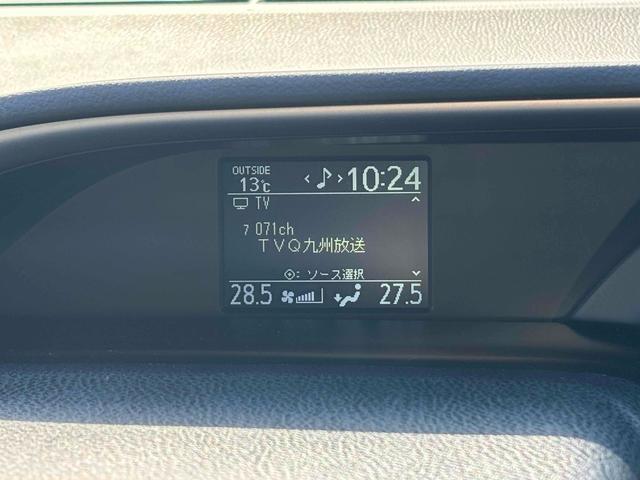 OUTSIDE
13℃ <♪> 10:24
TV
7 071ch
TVQ九州放送
◎: ソース選択
28.5 27.5